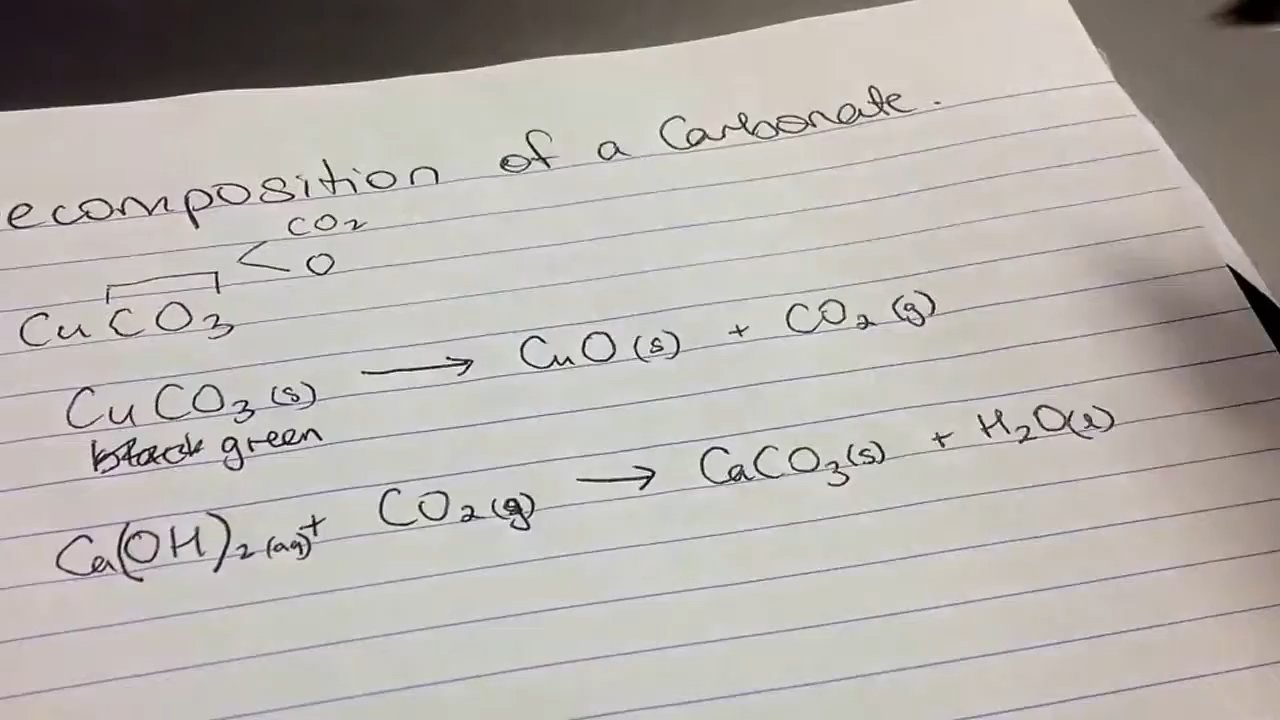 ecomposition of a Carbonate.
CO₂
O
CuCO₃
CuCO₃(s) → CuO(s) + CO₂(g)
black green
Ca(OH)₂(aq) + CO₂(g) → CaCO₃(s) + H₂O(l)